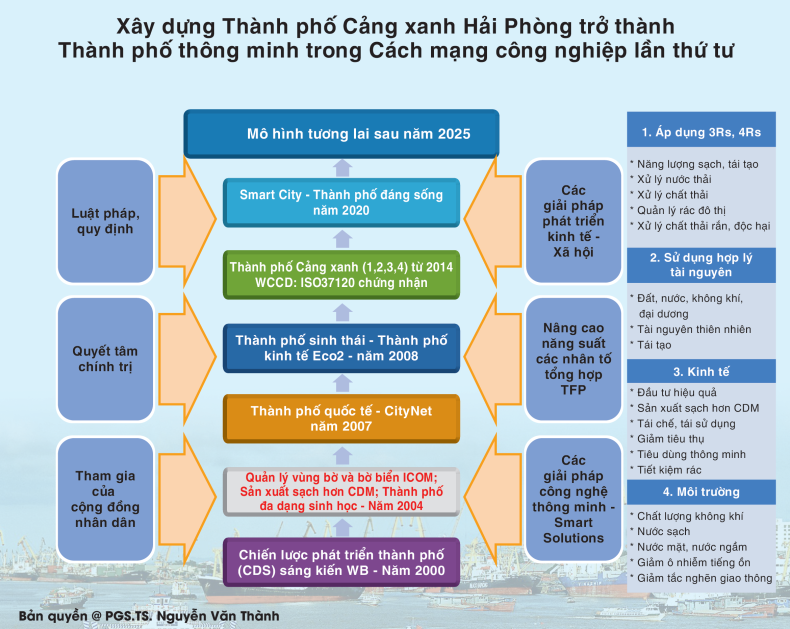 Xây dựng Thành phố Cảng xanh Hải Phòng trở thành
Thành phố thông minh trong Cách mạng công nghiệp lần thứ tư
Mô hình tương lai sau năm 2025
Smart City - Thành phố đáng sống
năm 2020
Thành phố Cảng xanh (1,2,3,4) từ 2014
WCCD: ISO37120 chứng nhận
Thành phố sinh thái - Thành phố
kinh tế Eco2 - năm 2008
Thành phố quốc tế - CityNet
năm 2007
Quản lý vùng bờ và bờ biển ICOM;
Sản xuất sạch hơn CDM; Thành phố
đa dạng sinh học - Năm 2004
Chiến lược phát triển thành phố
(CDS) sáng kiến WB - Năm 2000
Luật pháp,
quy định
Quyết tâm
chính trị
Tham gia
của
cộng đồng
nhân dân
Các
giải pháp
phát triển
kinh tế -
Xã hội
Nâng cao
năng suất
các nhân tố
tổng hợp
TFP
Các
giải pháp
công nghệ
thông minh -
Smart
Solutions
1. Áp dụng 3Rs, 4Rs
* Năng lượng sạch, tái tạo
* Xử lý nước thải
* Xử lý chất thải
* Quản lý rác đô thị
* Xử lý chất thải rắn, độc hại
2. Sử dụng hợp lý
tài nguyên
* Đất, nước, không khí,
đại dương
* Tài nguyên thiên nhiên
* Tái tạo
3. Kinh tế
* Đầu tư hiệu quả
* Sản xuất sạch hơn CDM
* Tái chế, tái sử dụng
* Giảm tiêu thụ
* Tiêu dùng thông minh
* Tiết kiệm rác
4. Môi trường
* Chất lượng không khí
* Nước sạch
* Nước mặt, nước ngầm
* Giảm ô nhiễm tiếng ồn
* Giảm tắc nghẽn giao thông
Bản quyền @ PGS.TS. Nguyễn Văn Thành